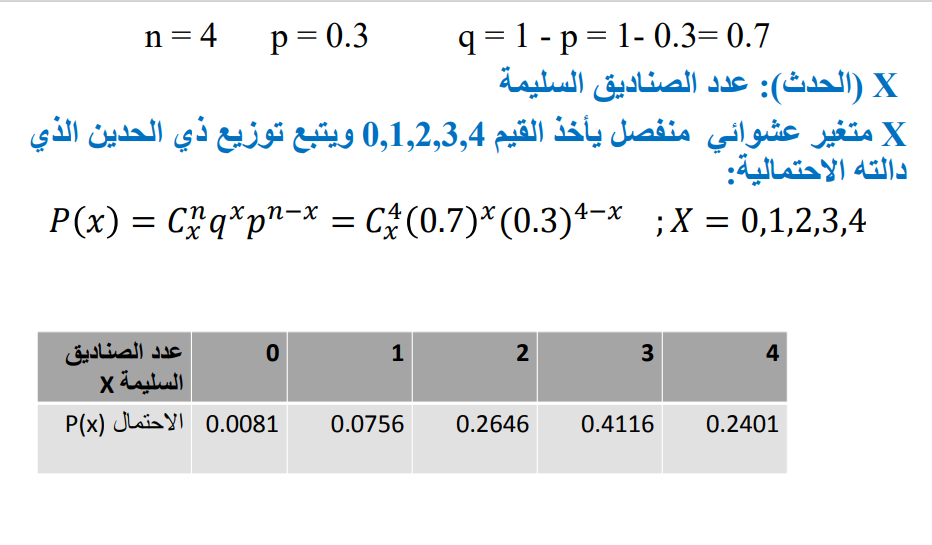 n = 4 p = 0.3 q = 1 - p = 1- 0.3= 0.7
X (الحدث): عدد الصناديق السليمة
X متغير عشوائي منفصل يأخذ القيم 0,1,2,3,4 ويتبع توزيع ذي الحدين الذي
دالته الاحتمالية:
P(x) = C_x^n q^x p^{n−x} = C_x^4 (0.7)^x (0.3)^{4−x} ; X = 0,1,2,3,4
عدد الصناديق السليمة X 0 1 2 3 4
الاحتمال P(x) 0.0081 0.0756 0.2646 0.4116 0.2401